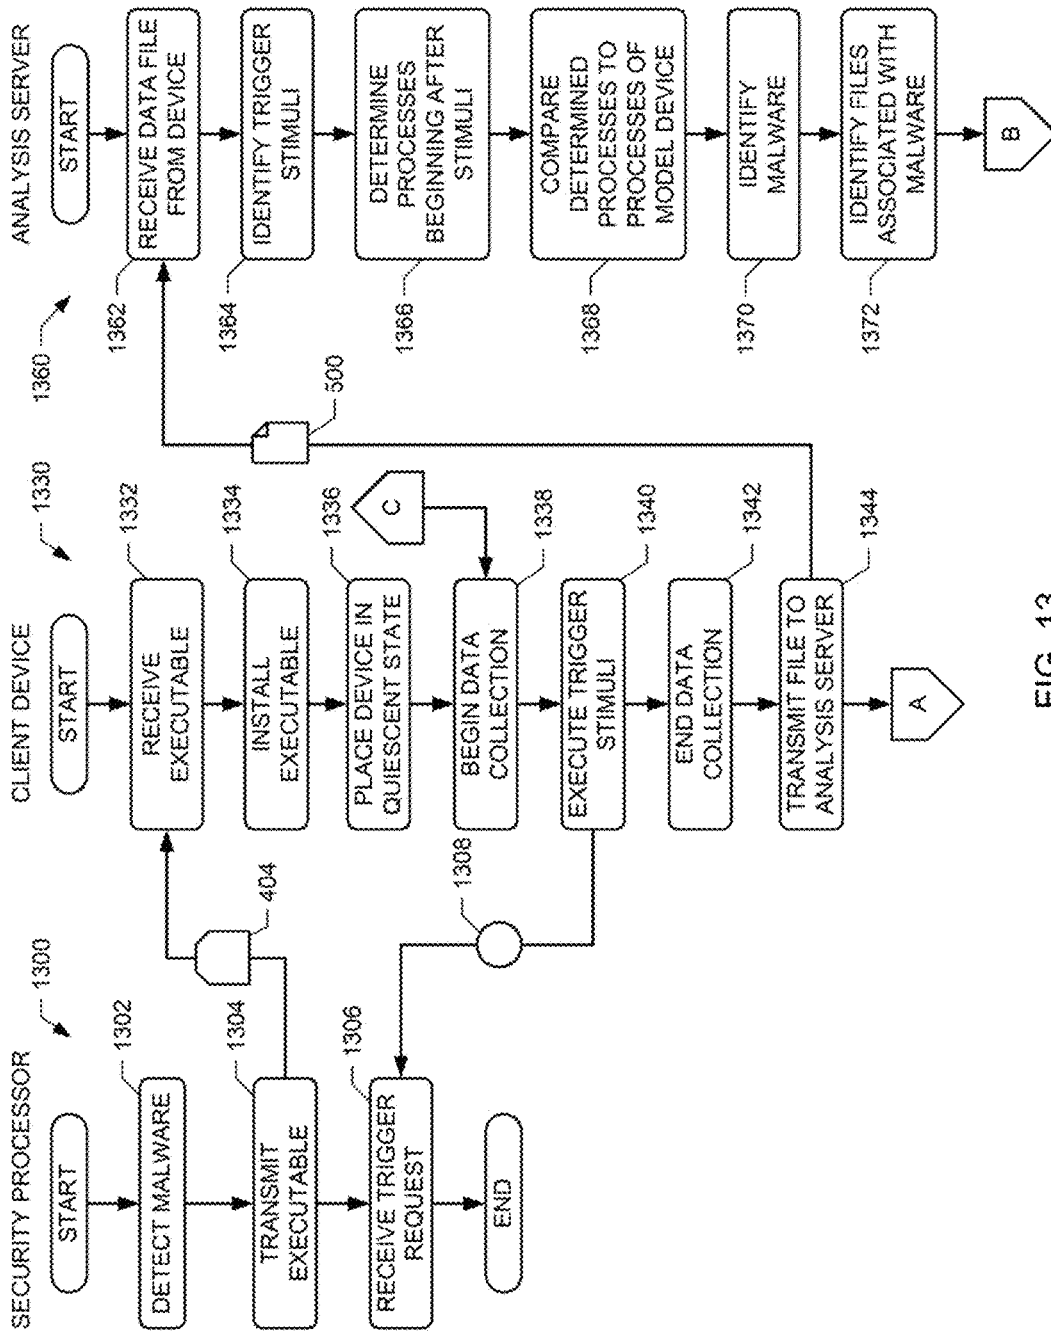 SECURITY PROCESSOR
1300
START
DETECT MALWARE
1302
TRANSMIT
EXECUTABLE
1304
404
RECEIVE TRIGGER
REQUEST
1306
1308
END
CLIENT DEVICE
1330
START
RECEIVE
EXECUTABLE
1332
INSTALL
EXECUTABLE
1334
PLACE DEVICE IN
QUIESCENT STATE
1336
C
BEGIN DATA
COLLECTION
1338
EXECUTE TRIGGER
STIMULI
1340
END DATA
COLLECTION
1342
TRANSMIT FILE TO
ANALYSIS SERVER
1344
A
500
ANALYSIS SERVER
1360
START
RECEIVE DATA FILE
FROM DEVICE
1362
IDENTIFY TRIGGER
STIMULI
1364
DETERMINE
PROCESSES
BEGINNING AFTER
STIMULI
1366
COMPARE
DETERMINED
PROCESSES TO
PROCESSES OF
MODEL DEVICE
1368
IDENTIFY
MALWARE
1370
IDENTIFY FILES
ASSOCIATED WITH
MALWARE
1372
B
FIG. 13